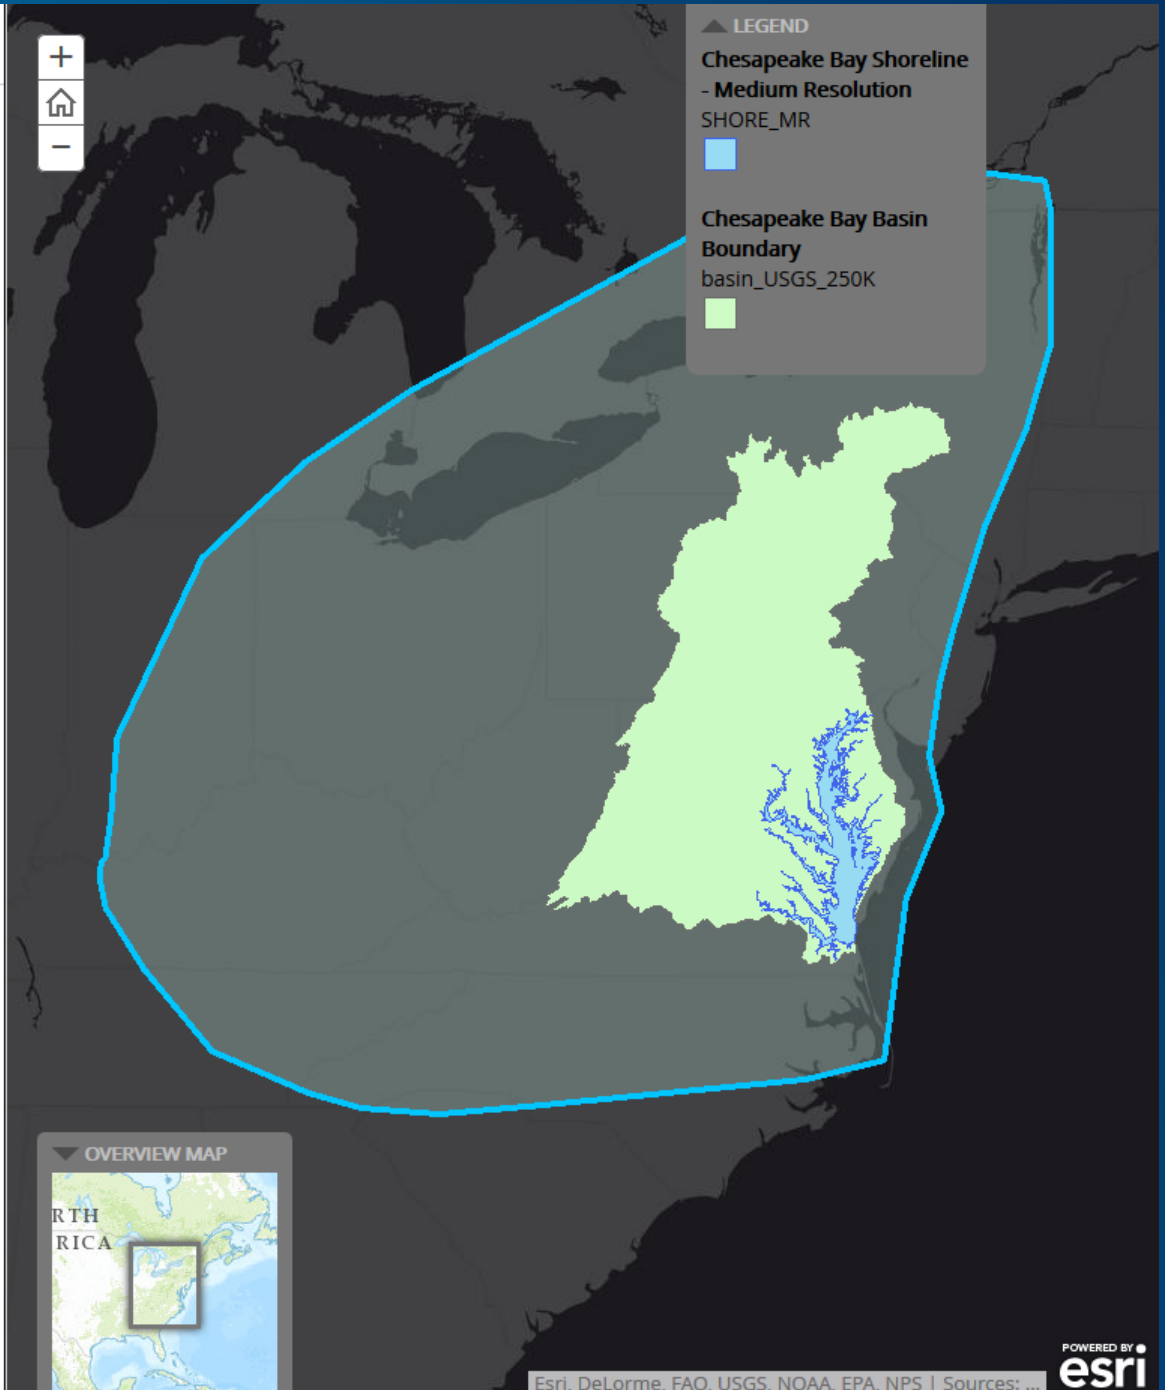 +
−
LEGEND
Chesapeake Bay Shoreline
- Medium Resolution
SHORE_MR
Chesapeake Bay Basin
Boundary
basin_USGS_250K
OVERVIEW MAP
RTH
RICA
POWERED BY
esri
Esri, DeLorme, FAO, USGS, NOAA, EPA, NPS | Sources: ...